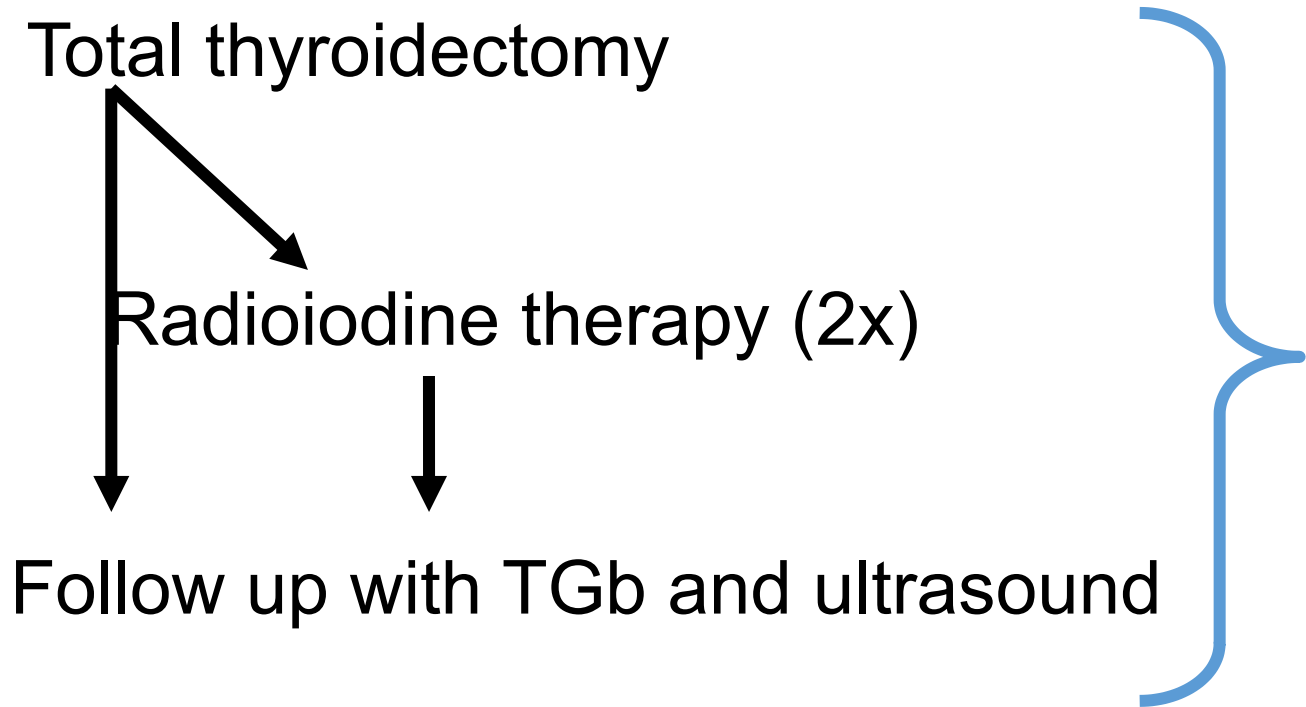 Total thyroidectomy
Radioiodine therapy (2x)
Follow up with TGb and ultrasound